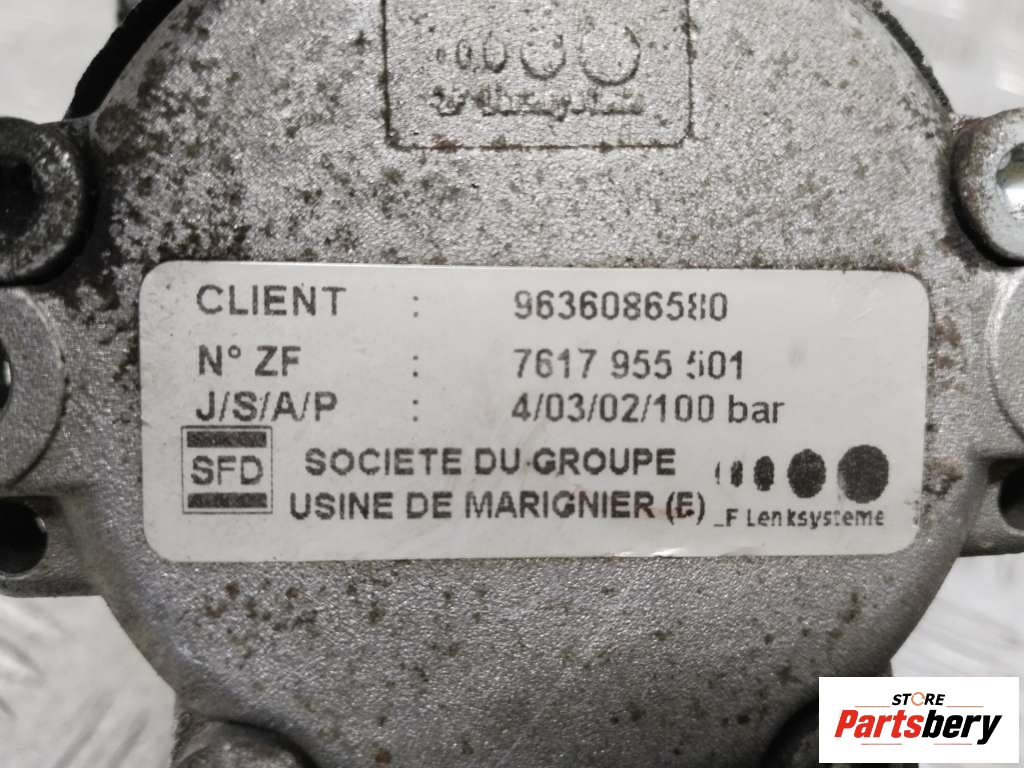 CLIENT : 9636086580
N° ZF : 7617 955 501
J/S/A/P : 4/03/02/100 bar
SFD
SOCIETE DU GROUPE
USINE DE MARIGNIER (E)
F Lenksysteme
STORE
Partsbery